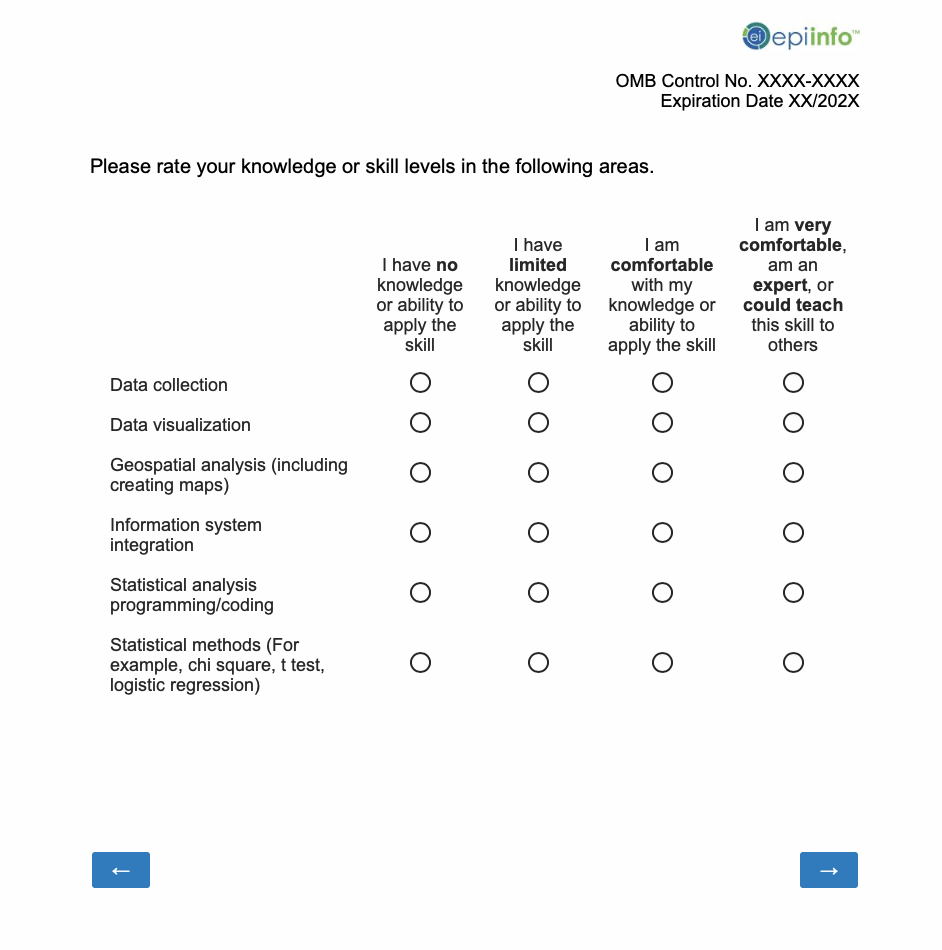 ei epiinfo™
OMB Control No. XXXX-XXXX
Expiration Date XX/202X
Please rate your knowledge or skill levels in the following areas.
I have no
knowledge
or ability to
apply the
skill
I have
limited
knowledge
or ability to
apply the
skill
I am
comfortable
with my
knowledge or
ability to
apply the skill
I am very
comfortable,
am an
expert, or
could teach
this skill to
others
Data collection
Data visualization
Geospatial analysis (including
creating maps)
Information system
integration
Statistical analysis
programming/coding
Statistical methods (For
example, chi square, t test,
logistic regression)
← →